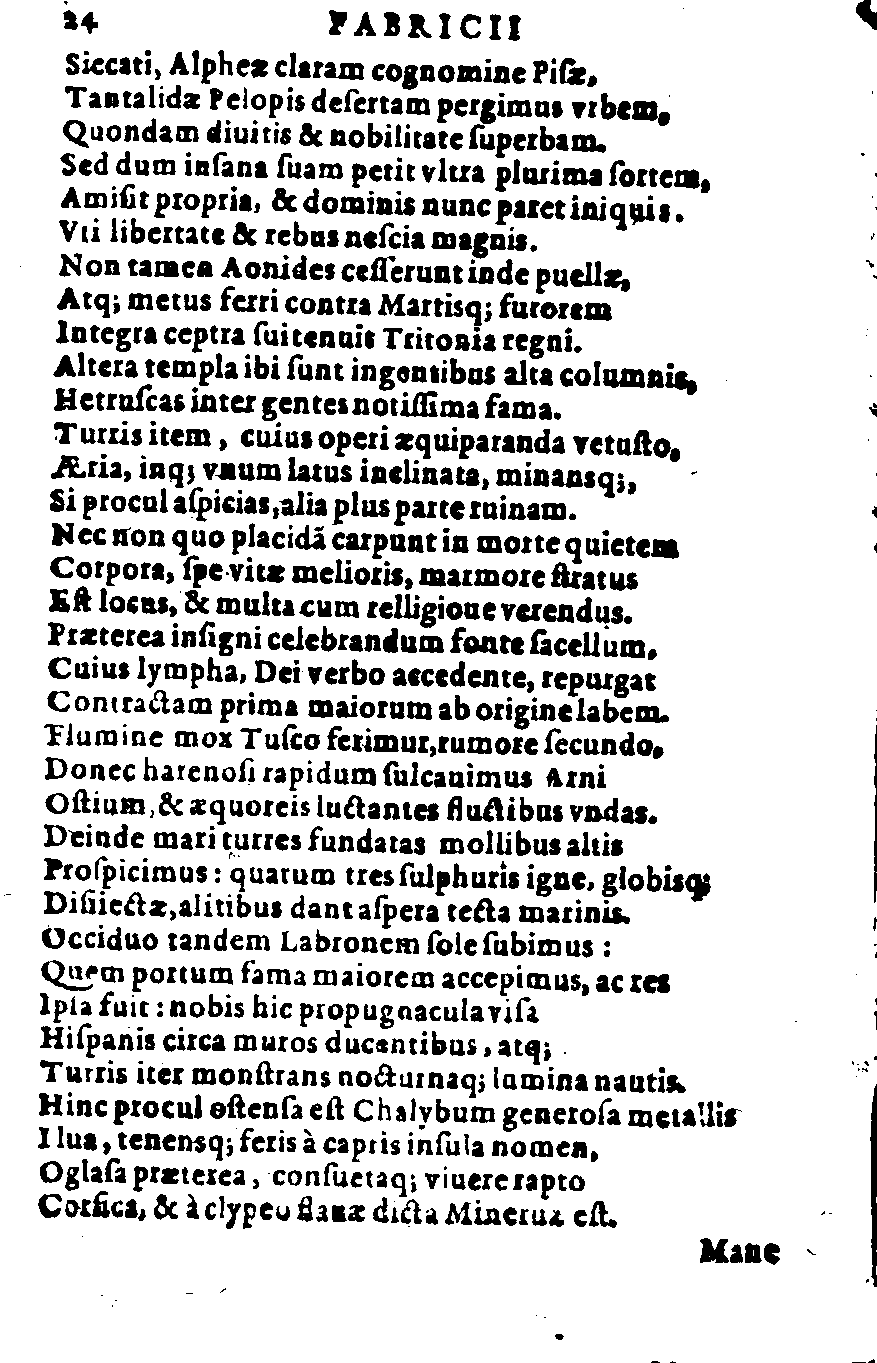 24 FABRICII
Siccati, Alpheæ claram cognomine Piſæ,
Tantalidæ Pelopis deſertam pergimus vrbem,
Quondam diuitis & nobilitate ſuperbam.
Sed dum inſana ſuam petit vltra plurima ſortem,
Amiſit propria, & dominis nunc paret iniquis.
Vti libertate & rebus neſcia magnis.
Non tamen Aonides ceſſerunt inde puellæ,
Atq; metus ferri contra Martisq; furorem
Integra ceptra ſui tenuit Tritonia regni.
Altera templa ibi ſunt ingentibus alta columnis,
Hetruſcas inter gentes notiſſima fama.
Turris item, cuius operi æquiparanda vetuſto,
Æria, inq; vnum latus inclinata, minansq;,
Si procul aſpicias, alia plus parte ruinam.
Nec non quo placidã carpunt in morte quietem
Corpora, ſpe vitæ melioris, marmore ſtratus
Eſt locus, & multa cum relligioue verendus.
Præterea inſigni celebrandum fonte ſacellum,
Cuius lympha, Dei verbo accedente, repurgat
Contractam prima maiorum ab origine labem.
Flumine mox Tuſco ferimur, rumore ſecundo,
Donec harenoſi rapidum ſulcauimus Arni
Oſtium, & æquoreis luctantes fluctibus vndas.
Deinde mari turres fundatas mollibus altis
Proſpicimus: quarum tres ſulphuris igne, globisq;
Diſiiectæ, alitibus dant aſpera tecta marinis.
Occiduo tandem Labronem ſole ſubimus:
Quem portum fama maiorem accepimus, ac res
Ipſa fuit: nobis hic propugnacula viſa
Hiſpanis circa muros ducentibus, atq;
Turris iter monſtrans nocturnaq; lumina nautis.
Hinc procul oſtenſa eſt Chalybum generoſa metallis
Ilua, tenensq; feris à capris inſula nomen,
Oglaſa præterea, conſuetaq; viuere rapto
Corſica, & à clypeo flauæ dicta Mineruæ eſt.
Mane